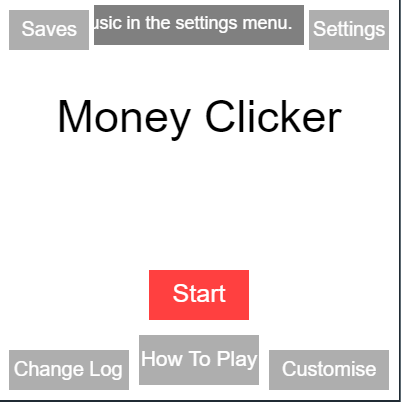 Saves
usic in the settings menu.
Settings
Money Clicker
Start
Change Log
How To Play
Customise